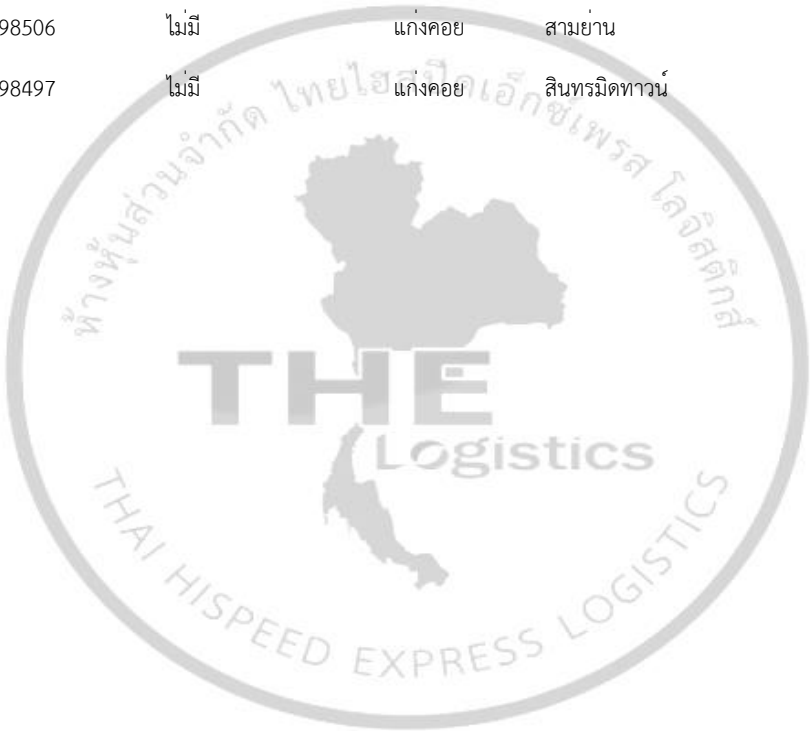 98506 ไม่มี แก่งคอย สามย่าน
98497 ไม่มี แก่งคอย สินทรมิดทาวน์
ห้างหุ้นส่วนจำกัด ไทยไฮสปีดเอ็กซ์เพรส โลจิสติกส์
THE
Logistics
THAI HISPEED EXPRESS LOGISTICS